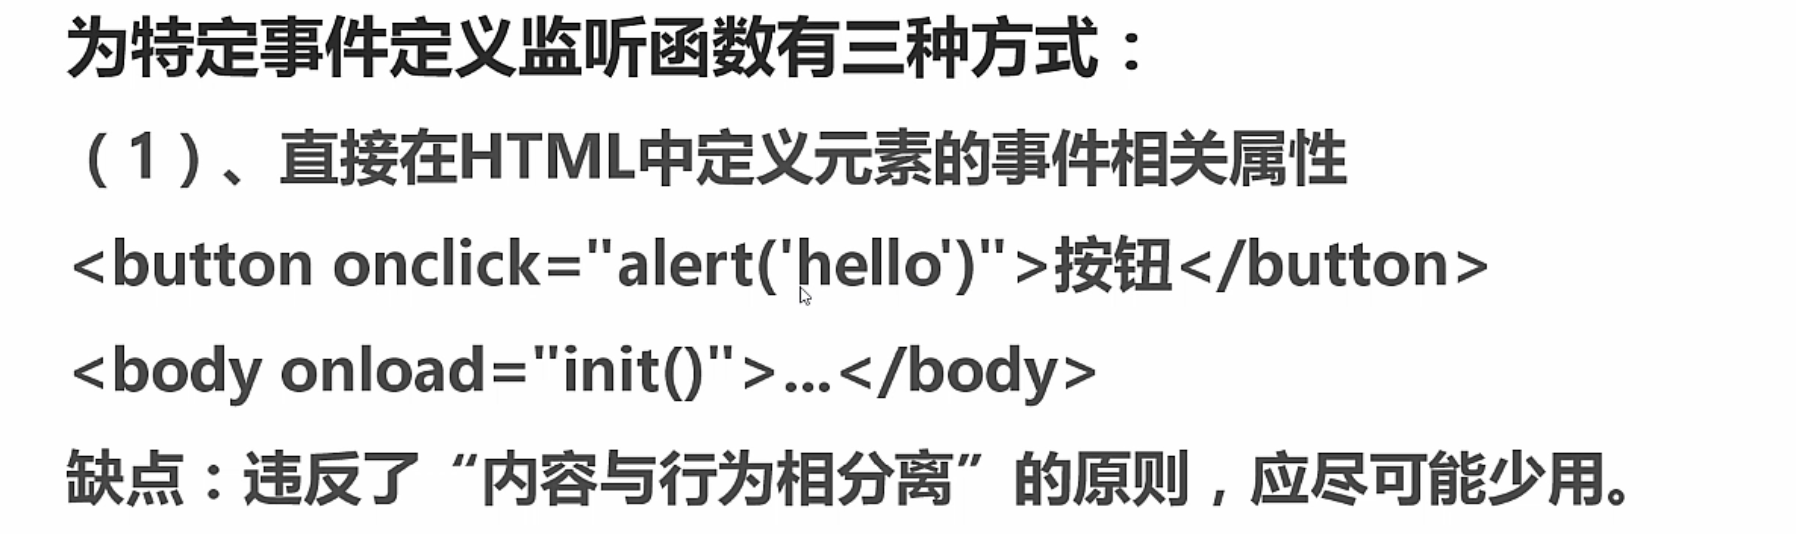 为特定事件定义监听函数有三种方式：
（1）、直接在HTML中定义元素的事件相关属性
<button onclick="alert('hello')">按钮</button>
<body onload="init()">...</body>
缺点：违反了“内容与行为相分离”的原则，应尽可能少用。